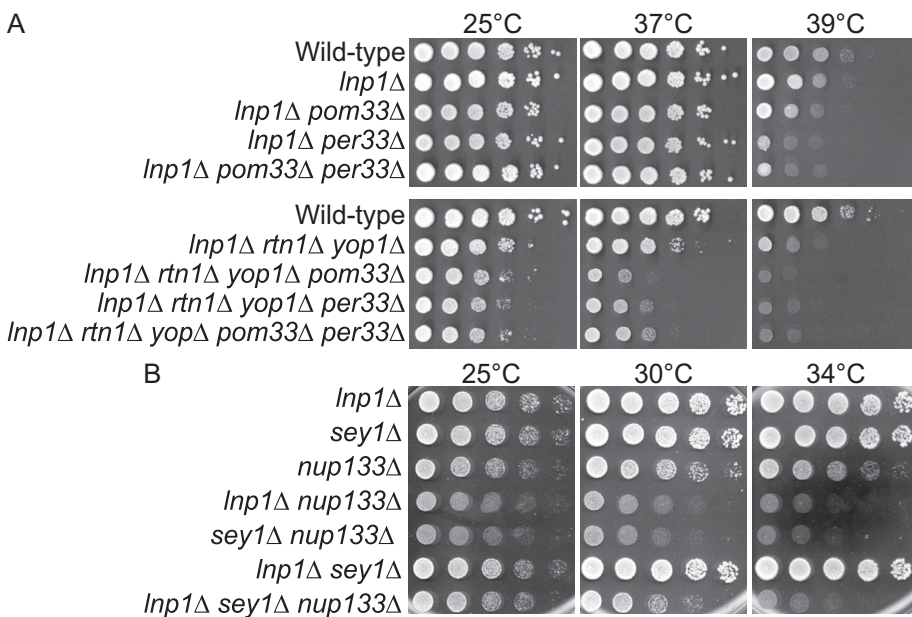 A
25°C 37°C 39°C
Wild-type
lnp1Δ
lnp1Δ pom33Δ
lnp1Δ per33Δ
lnp1Δ pom33Δ per33Δ
Wild-type
lnp1Δ rtn1Δ yop1Δ
lnp1Δ rtn1Δ yop1Δ pom33Δ
lnp1Δ rtn1Δ yop1Δ per33Δ
lnp1Δ rtn1Δ yopΔ pom33Δ per33Δ
B
25°C 30°C 34°C
lnp1Δ
sey1Δ
nup133Δ
lnp1Δ nup133Δ
sey1Δ nup133Δ
lnp1Δ sey1Δ
lnp1Δ sey1Δ nup133Δ